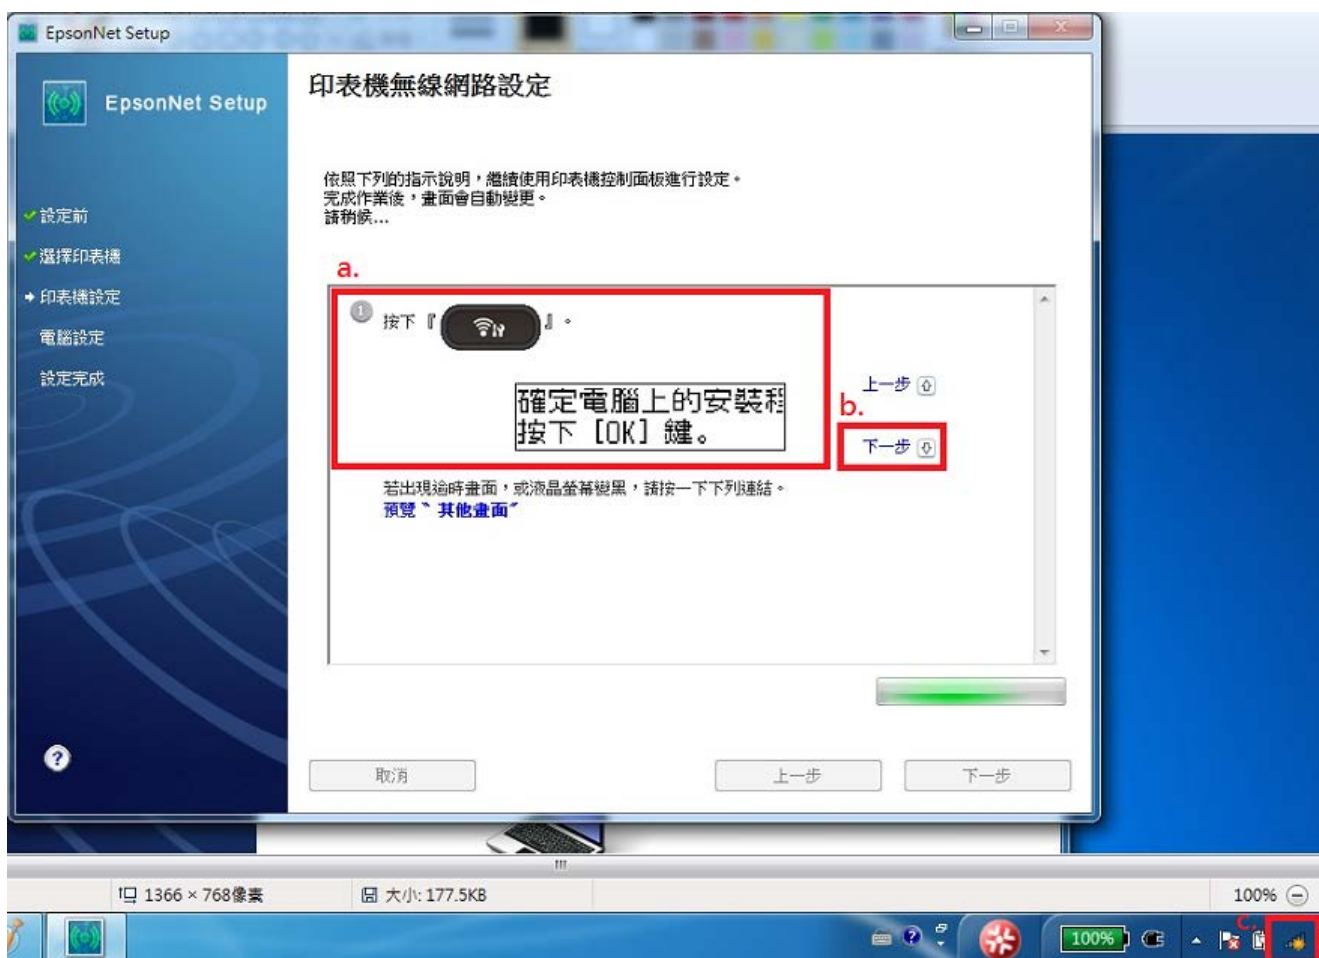 EpsonNet Setup
EpsonNet Setup
設定前
選擇印表機
印表機設定
電腦設定
設定完成
印表機無線網路設定
依照下列的指示說明，繼續使用印表機控制面板進行設定。
完成作業後，畫面會自動變更。
請稍候...
a.
1 按下『 』。
確定電腦上的安裝程
按下 [OK] 鍵。
上一步
b.
下一步
若出現逾時畫面，或液晶螢幕變黑，請按一下下列連結。
預覽〝其他畫面〞
取消
上一步
下一步
1366 × 768像素
大小: 177.5KB
100%
100%
c.